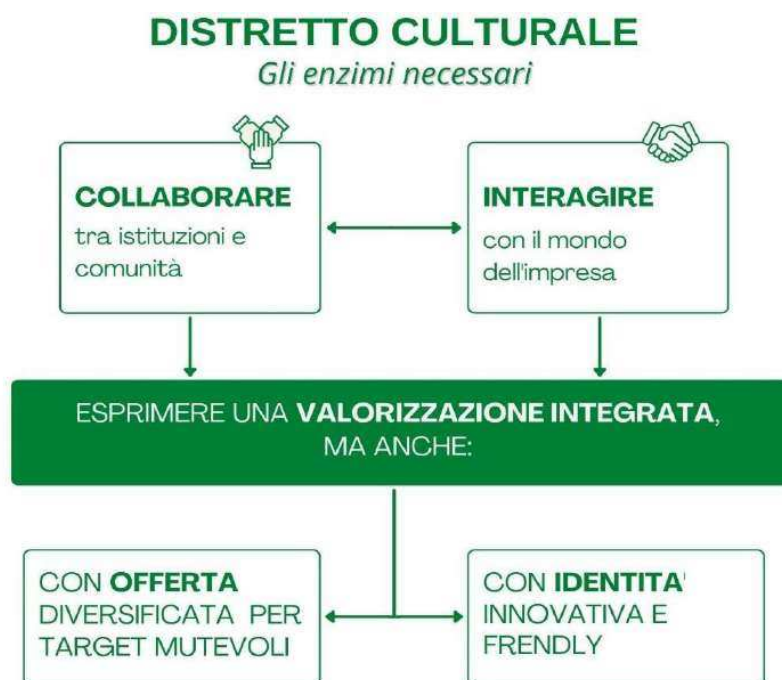 DISTRETTO CULTURALE
Gli enzimi necessari
COLLABORARE
tra istituzioni e
comunità
INTERAGIRE
con il mondo
dell'impresa
ESPRIMERE UNA VALORIZZAZIONE INTEGRATA,
MA ANCHE:
CON OFFERTA
DIVERSIFICATA PER
TARGET MUTEVOLI
CON IDENTITA'
INNOVATIVA E
FRENDLY